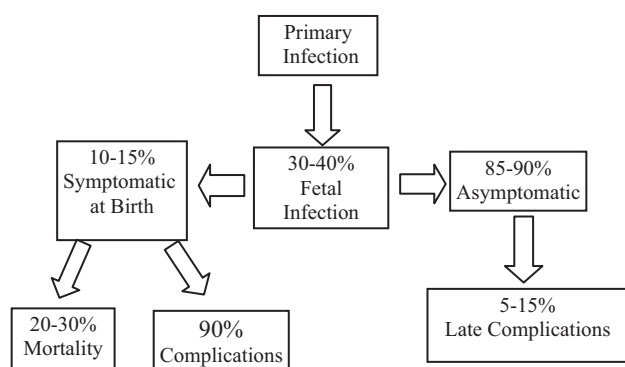 Primary
Infection
10-15%
Symptomatic
at Birth
30-40%
Fetal
Infection
85-90%
Asymptomatic
20-30%
Mortality
90%
Complications
5-15%
Late Complications